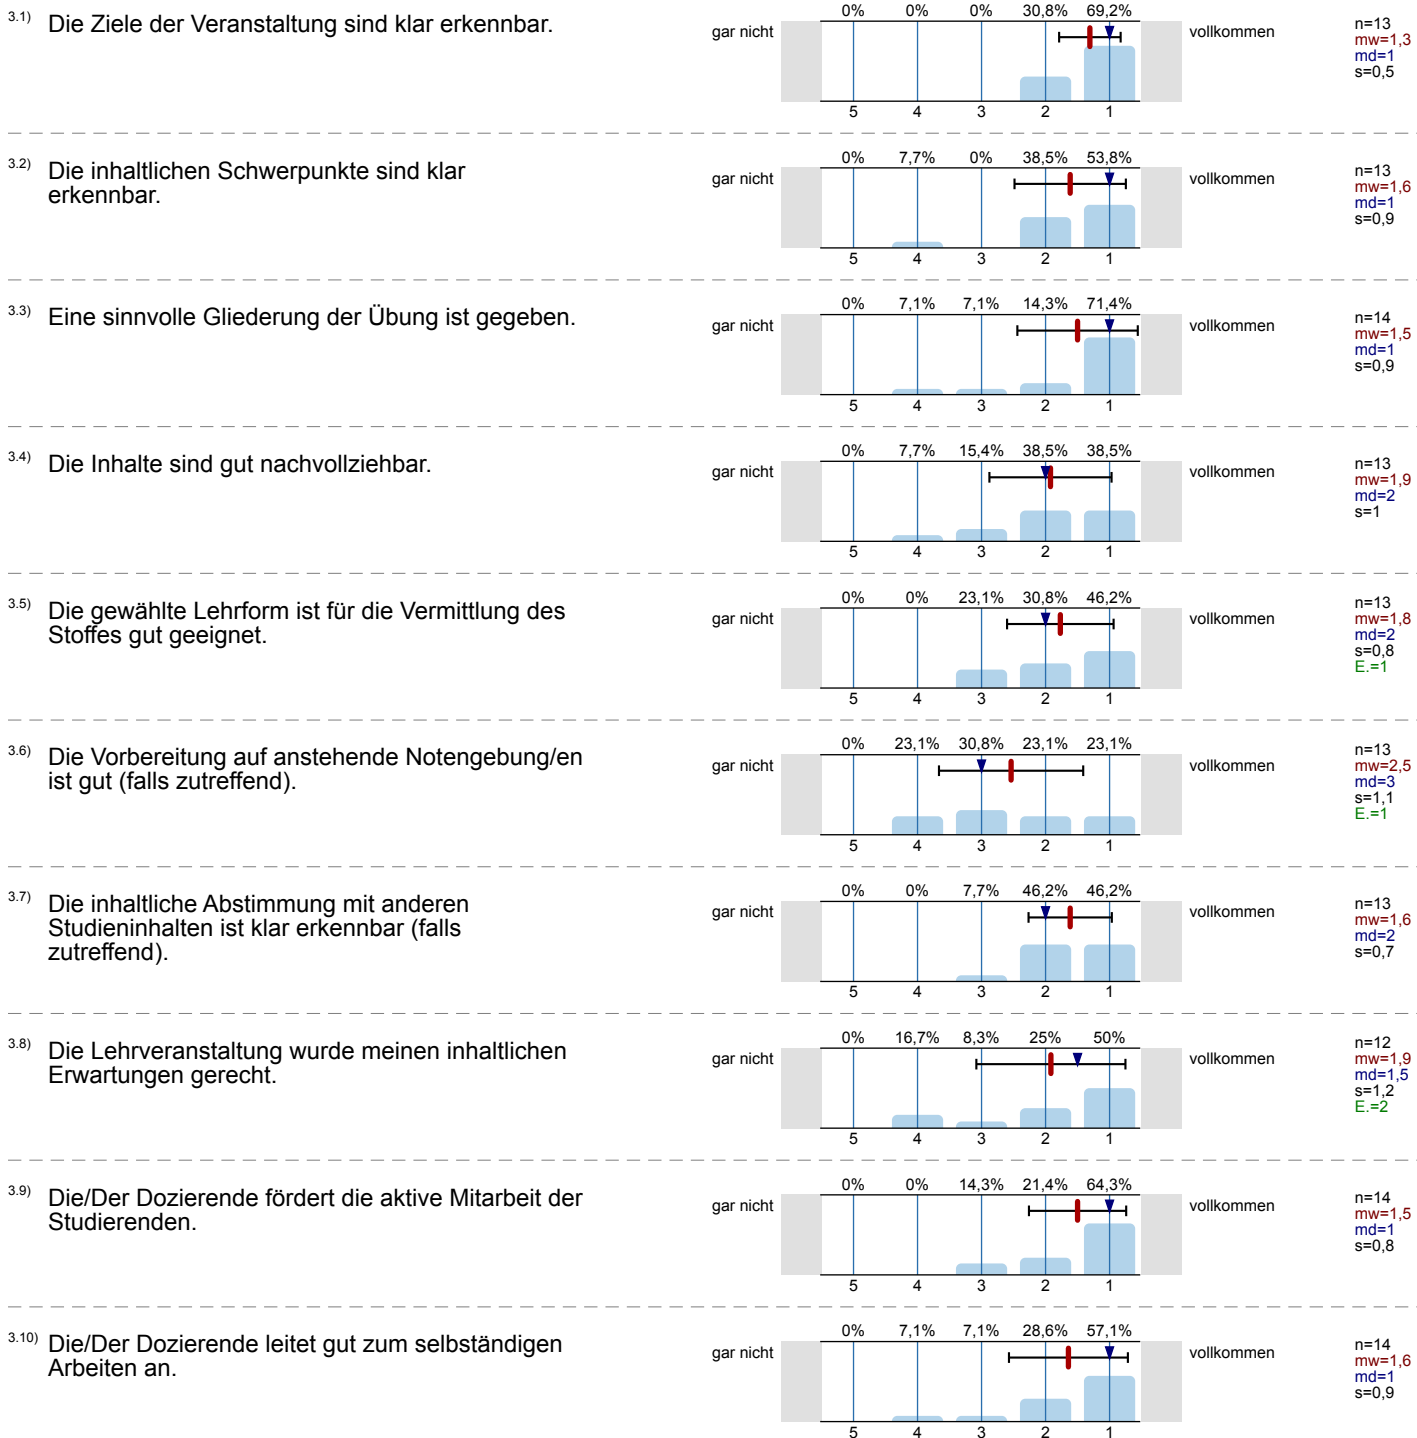 3.1) Die Ziele der Veranstaltung sind klar erkennbar.
0% 0% 0% 30,8% 69,2%
gar nicht vollkommen
5 4 3 2 1
n=13
mw=1,3
md=1
s=0,5
3.2) Die inhaltlichen Schwerpunkte sind klar
erkennbar.
0% 7,7% 0% 38,5% 53,8%
gar nicht vollkommen
5 4 3 2 1
n=13
mw=1,6
md=1
s=0,9
3.3) Eine sinnvolle Gliederung der Übung ist gegeben.
0% 7,1% 7,1% 14,3% 71,4%
gar nicht vollkommen
5 4 3 2 1
n=14
mw=1,5
md=1
s=0,9
3.4) Die Inhalte sind gut nachvollziehbar.
0% 7,7% 15,4% 38,5% 38,5%
gar nicht vollkommen
5 4 3 2 1
n=13
mw=1,9
md=2
s=1
3.5) Die gewählte Lehrform ist für die Vermittlung des
Stoffes gut geeignet.
0% 0% 23,1% 30,8% 46,2%
gar nicht vollkommen
5 4 3 2 1
n=13
mw=1,8
md=2
s=0,8
E.=1
3.6) Die Vorbereitung auf anstehende Notengebung/en
ist gut (falls zutreffend).
0% 23,1% 30,8% 23,1% 23,1%
gar nicht vollkommen
5 4 3 2 1
n=13
mw=2,5
md=3
s=1,1
E.=1
3.7) Die inhaltliche Abstimmung mit anderen
Studieninhalten ist klar erkennbar (falls
zutreffend).
0% 0% 7,7% 46,2% 46,2%
gar nicht vollkommen
5 4 3 2 1
n=13
mw=1,6
md=2
s=0,7
3.8) Die Lehrveranstaltung wurde meinen inhaltlichen
Erwartungen gerecht.
0% 16,7% 8,3% 25% 50%
gar nicht vollkommen
5 4 3 2 1
n=12
mw=1,9
md=1,5
s=1,2
E.=2
3.9) Die/Der Dozierende fördert die aktive Mitarbeit der
Studierenden.
0% 0% 14,3% 21,4% 64,3%
gar nicht vollkommen
5 4 3 2 1
n=14
mw=1,5
md=1
s=0,8
3.10) Die/Der Dozierende leitet gut zum selbständigen
Arbeiten an.
0% 7,1% 7,1% 28,6% 57,1%
gar nicht vollkommen
5 4 3 2 1
n=14
mw=1,6
md=1
s=0,9